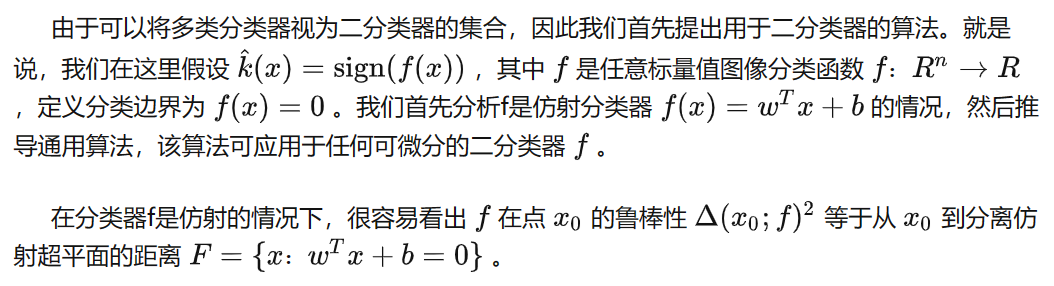 由于可以将多类分类器视为二分类器的集合，因此我们首先提出用于二分类器的算法。就是
说，我们在这里假设 k̂(x) = sign(f(x)) ，其中 f 是任意标量值图像分类函数 f：Rⁿ → R
，定义分类边界为 f(x) = 0 。我们首先分析f是仿射分类器 f(x) = wᵀx + b 的情况，然后推
导通用算法，该算法可应用于任何可微分的二分类器 f 。
在分类器f是仿射的情况下，很容易看出 f 在点 x₀ 的鲁棒性 Δ(x₀; f)² 等于从 x₀ 到分离仿
射超平面的距离 F = {x：wᵀx + b = 0} 。